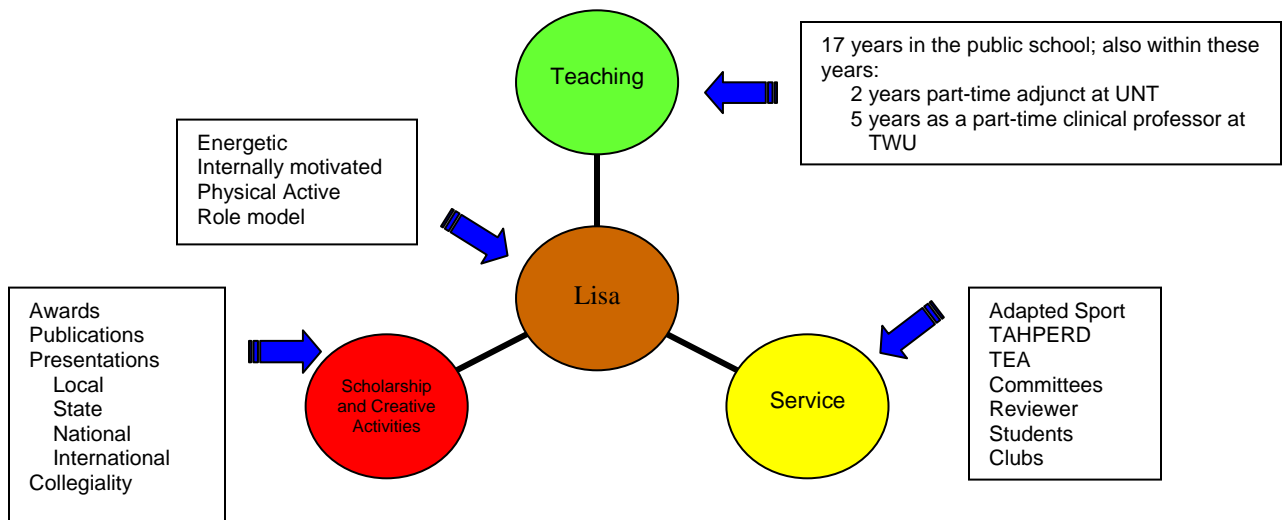 Teaching
17 years in the public school; also within these
years:
2 years part-time adjunct at UNT
5 years as a part-time clinical professor at
TWU
Energetic
Internally motivated
Physical Active
Role model
Lisa
Awards
Publications
Presentations
Local
State
National
International
Collegiality
Scholarship
and Creative
Activities
Service
Adapted Sport
TAHPERD
TEA
Committees
Reviewer
Students
Clubs